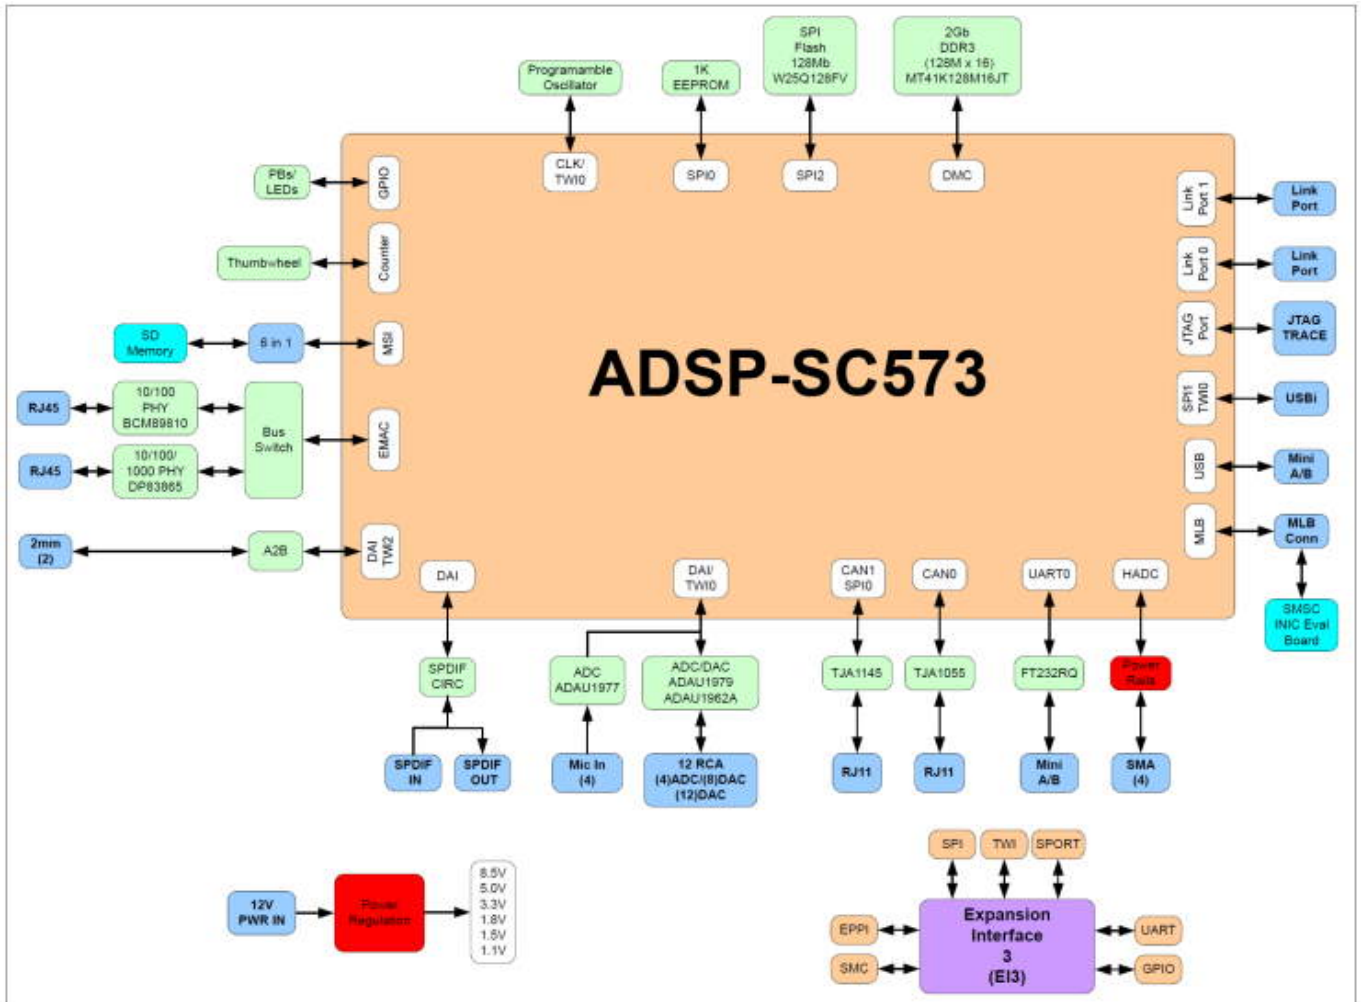 SPI
Flash
128Mb
W25Q128FV
2Gb
DDR3
(128M x 16)
MT41K128M16JT
Programamble
Oscillator
1K
EEPROM
CLK/
TWI0
SPI0
SPI2
DMC
PBs/
LEDs
GPIO
Thumbwheel
Counter
SD
Memory
6 in 1
MSI
RJ45
10/100
PHY
BCM89810
Bus
Switch
EMAC
RJ45
10/100/
1000 PHY
DP83865
2mm
(2)
A2B
DAI
TWI2
ADSP-SC573
Link
Port 1
Link
Port
Link
Port 0
Link
Port
JTAG
Port
JTAG
TRACE
SPI1
TWI0
USBi
USB
Mini
A/B
MLB
MLB
Conn
SMSC
INIC Eval
Board
DAI
DAI/
TWI0
CAN1
SPI0
CAN0
UART0
HADC
SPDIF
CIRC
ADC
ADAU1977
ADC/DAC
ADAU1979
ADAU1962A
TJA1145
TJA1055
FT232RQ
Power
Rails
SPDIF
IN
SPDIF
OUT
Mic In
(4)
12 RCA
(4)ADC/(8)DAC
(12)DAC
RJ11
RJ11
Mini
A/B
SMA
(4)
12V
PWR IN
Power
Regulation
8.5V
5.0V
3.3V
1.8V
1.5V
1.1V
SPI
TWI
SPORT
EPPI
SMC
Expansion
Interface
3
(EI3)
UART
GPIO